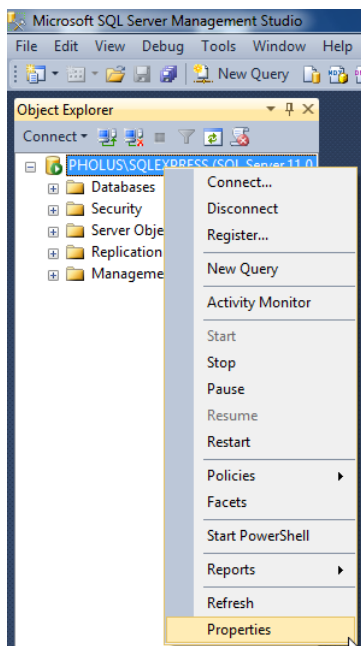 Microsoft SQL Server Management Studio
File Edit View Debug Tools Window Help
New Query
Object Explorer
Connect
PHOLUS\SQLEXPRESS (SQL Server 11.0
Databases
Security
Server Obje
Replication
Manageme
Connect...
Disconnect
Register...
New Query
Activity Monitor
Start
Stop
Pause
Resume
Restart
Policies
Facets
Start PowerShell
Reports
Refresh
Properties